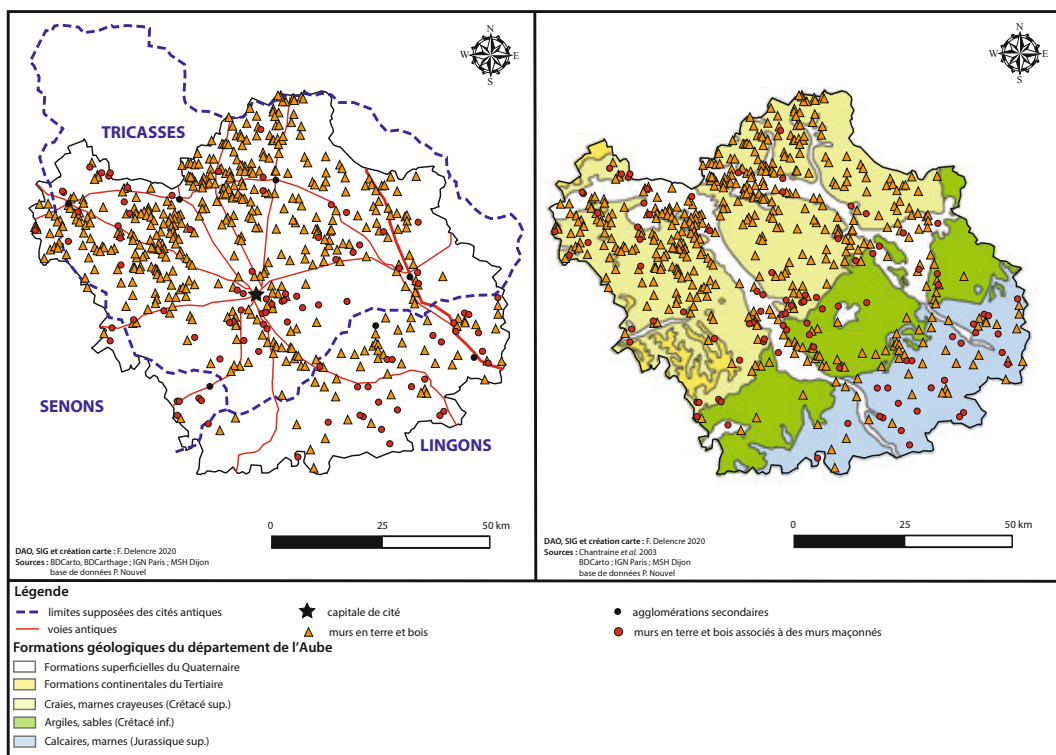 N
W E
S
TRICASSES
SENONS
LINGONS
0 25 50 km
DAO, SIG et création carte : F. Delencre 2020
Sources : BDCarto, BDCarthage ; IGN Paris ; MSH Dijon
base de données P. Nouvel
N
W E
S
0 25 50 km
DAO, SIG et création carte : F. Delencre 2020
Sources : Chantraine et al. 2003
BDCarto ; IGN Paris ; MSH Dijon
base de données P. Nouvel
Légende
limites supposées des cités antiques
capitale de cité
agglomérations secondaires
voies antiques
murs en terre et bois
murs en terre et bois associés à des murs maçonnés
Formations géologiques du département de l'Aube
Formations superficielles du Quaternaire
Formations continentales du Tertiaire
Craies, marnes crayeuses (Crétacé sup.)
Argiles, sables (Crétacé inf.)
Calcaires, marnes (Jurassique sup.)